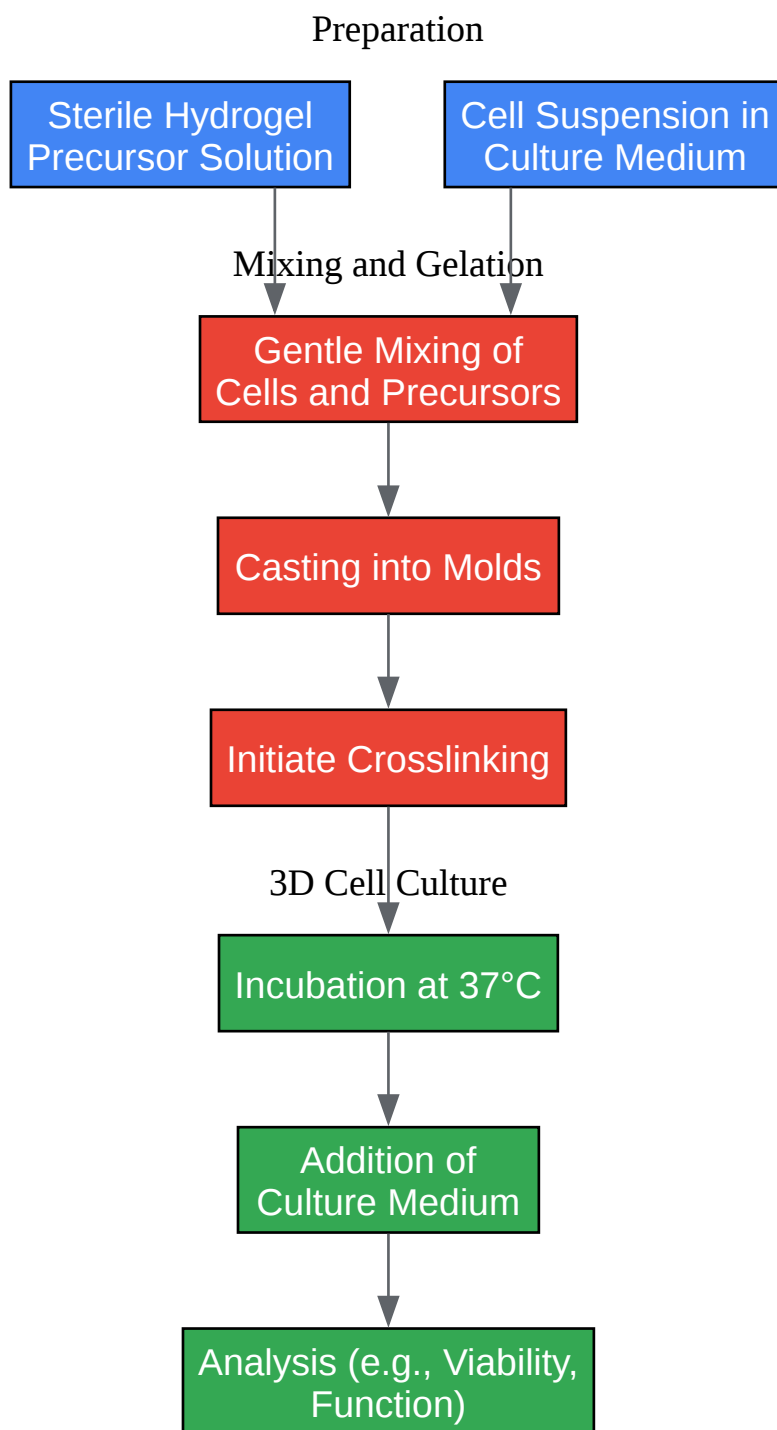 Preparation
Sterile Hydrogel
Precursor Solution
Cell Suspension in
Culture Medium
Mixing and Gelation
Gentle Mixing of
Cells and Precursors
Casting into Molds
Initiate Crosslinking
3D Cell Culture
Incubation at 37°C
Addition of
Culture Medium
Analysis (e.g., Viability,
Function)